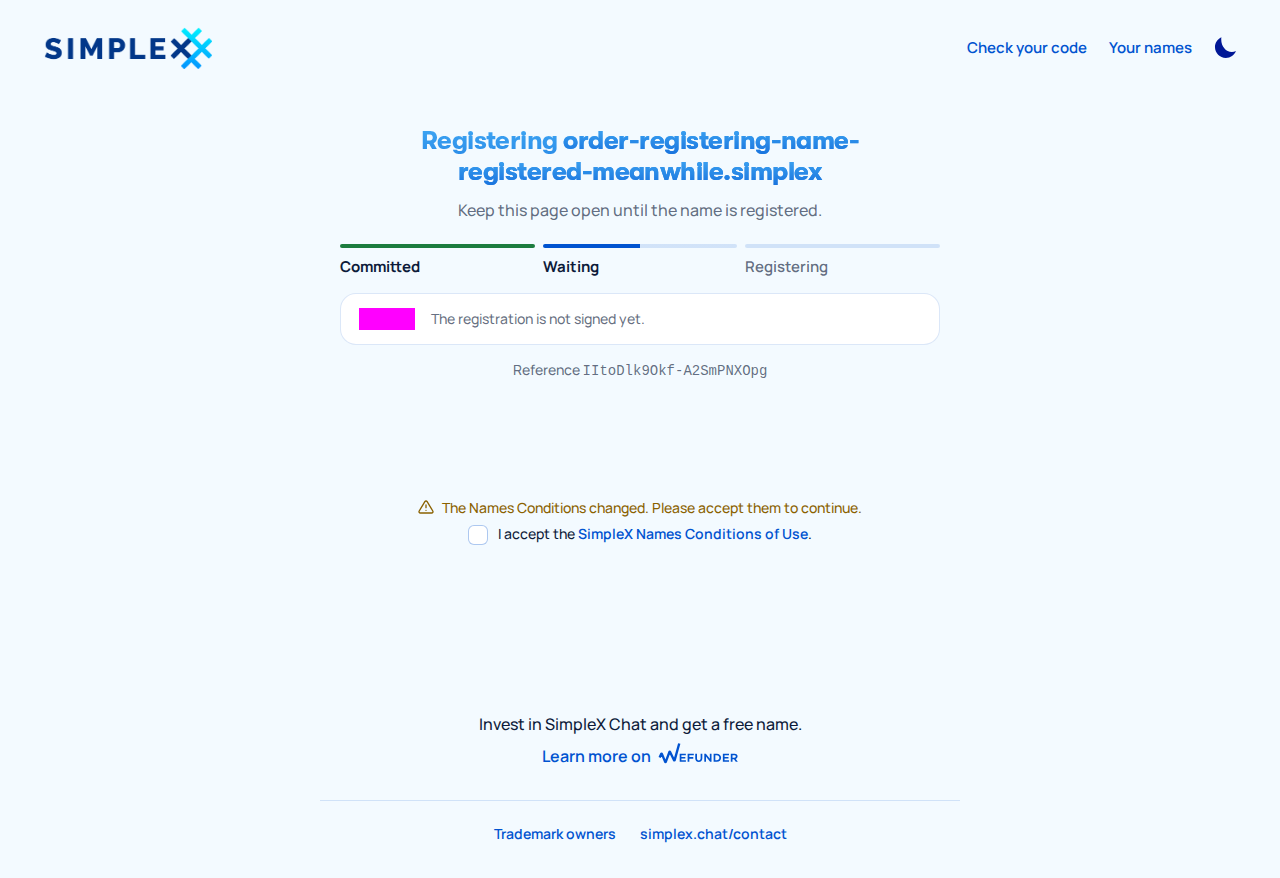 SIMPLEX
Check your code
Your names
Registering order-registering-name-
registered-meanwhile.simplex
Keep this page open until the name is registered.
Committed
Waiting
Registering
The registration is not signed yet.
Reference IItoDlk9Okf-A2SmPNXOpg
The Names Conditions changed. Please accept them to continue.
I accept the SimpleX Names Conditions of Use.
Invest in SimpleX Chat and get a free name.
Learn more on WEFUNDER
Trademark owners
simplex.chat/contact